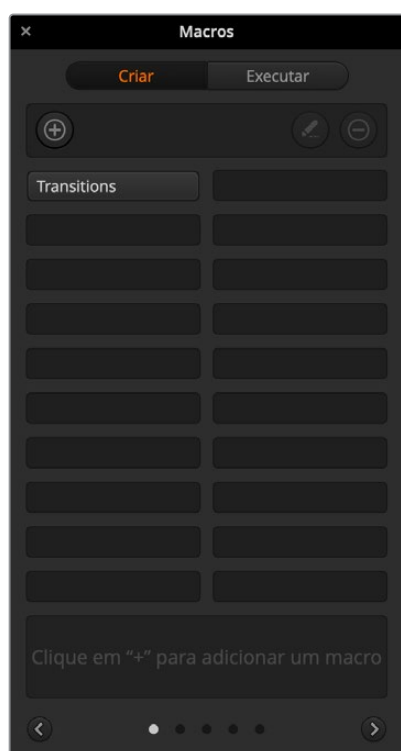 Macros
Criar
Executar
Transitions
Clique em “+” para adicionar um macro